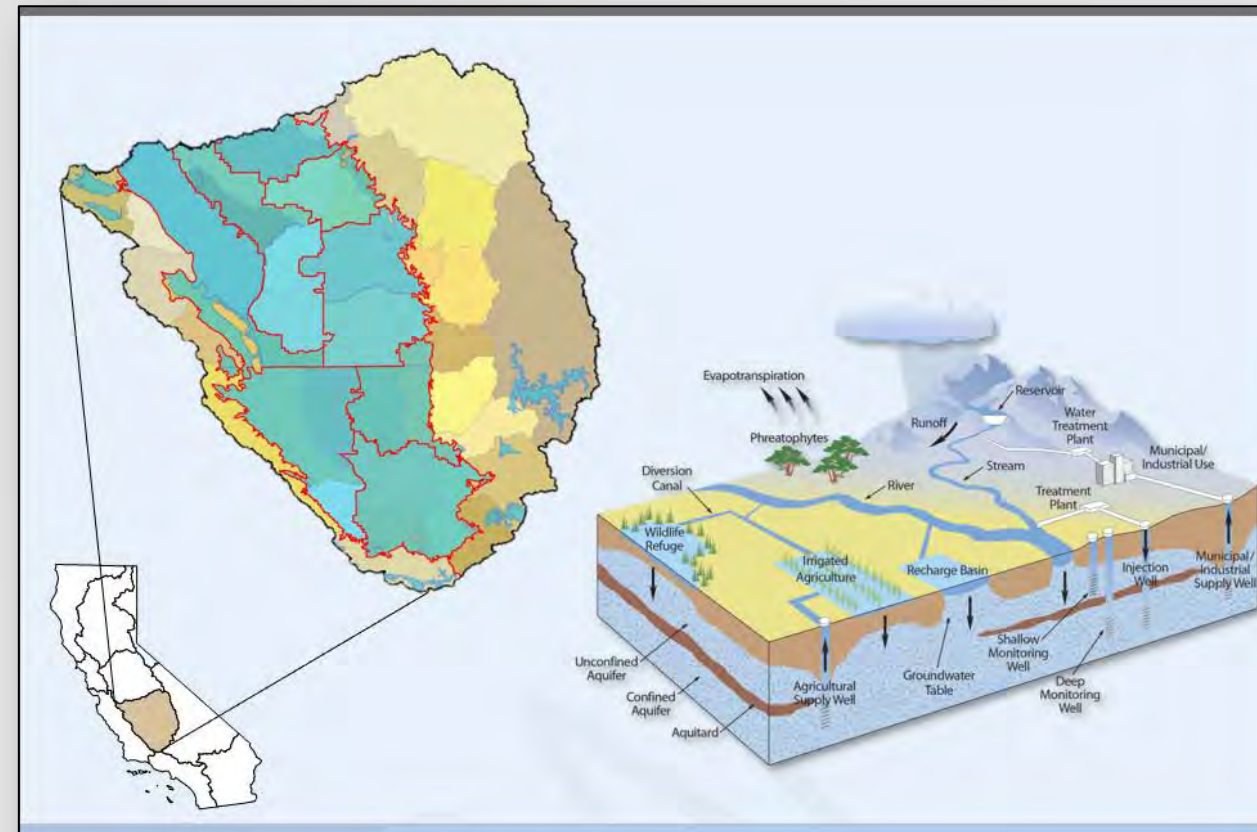 Evapotranspiration
Reservoir
Runoff
Water
Treatment
Plant
Phreatophytes
Municipal/
Industrial Use
Diversion
Canal
Stream
River
Treatment
Plant
Wildlife
Refuge
Irrigated
Agriculture
Recharge Basin
Injection
Well
Municipal/
Industrial
Supply Well
Shallow
Monitoring
Well
Unconfined
Aquifer
Confined
Aquifer
Aquitard
Agricultural
Supply Well
Groundwater
Table
Deep
Monitoring
Well